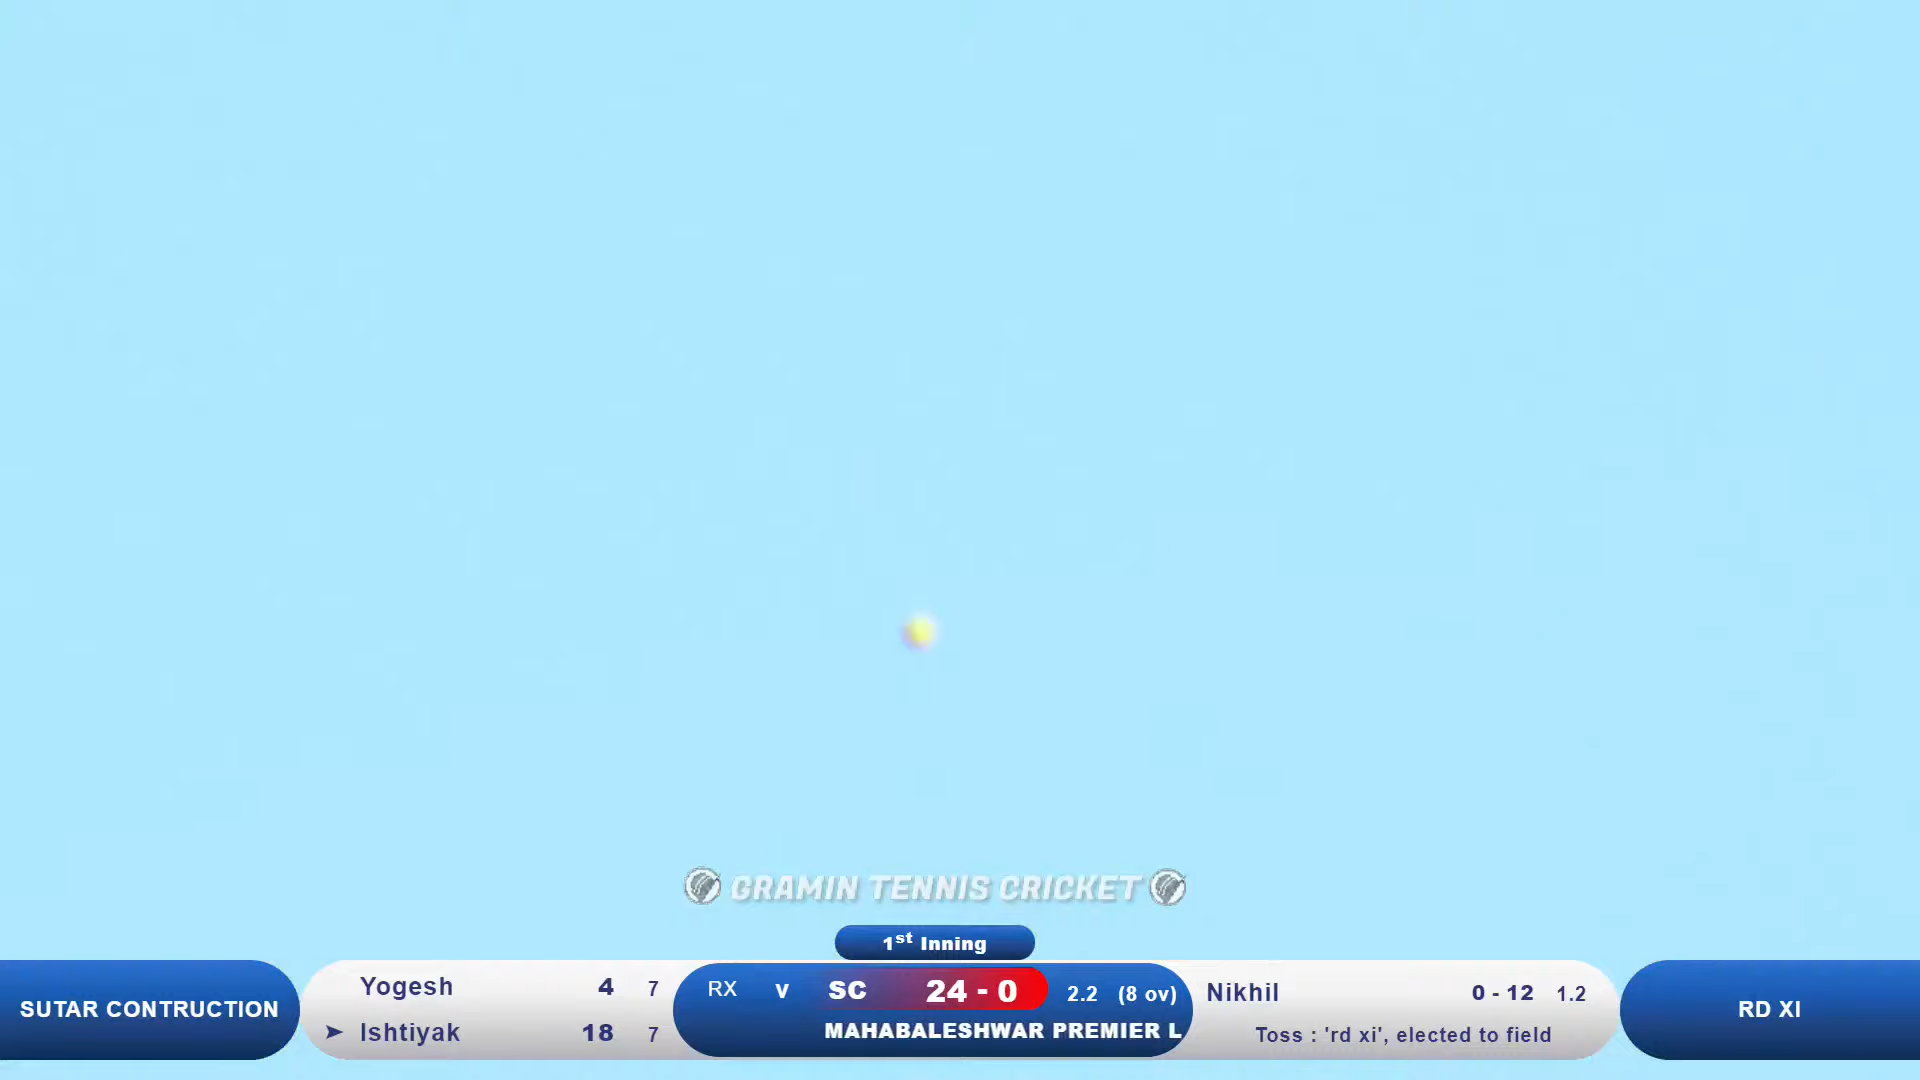 GRAMIN TENNIS CRICKET
1st Inning
SUTAR CONTRUCTION
Yogesh 4 7
Ishtiyak 18 7
RX v SC 24 - 0 2.2 (8 ov)
MAHABALESHWAR PREMIER L
Nikhil 0 - 12 1.2
Toss : 'rd xi', elected to field
RD XI